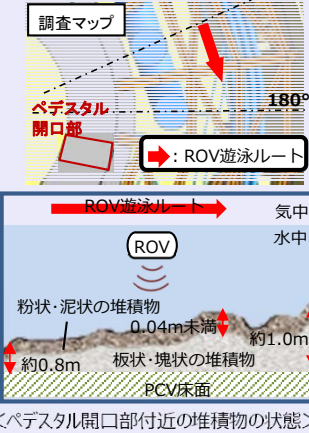 調査マップ
180°
ペデスタル
開口部
: ROV遊泳ルート
ROV遊泳ルート
気中
水中
ROV
粉状・泥状の堆積物
0.04m未満
約1.0m
約0.8m
板状・塊状の堆積物
PCV床面
<ペデスタル開口部付近の堆積物の状態>